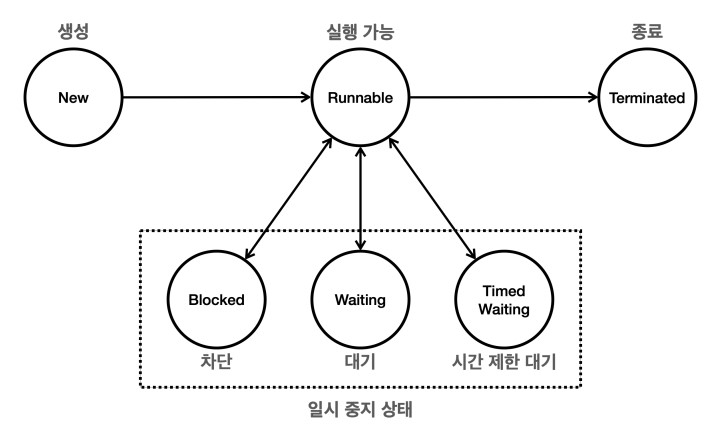 생성
실행 가능
종료
New
Runnable
Terminated
Blocked
Waiting
Timed
Waiting
차단
대기
시간 제한 대기
일시 중지 상태